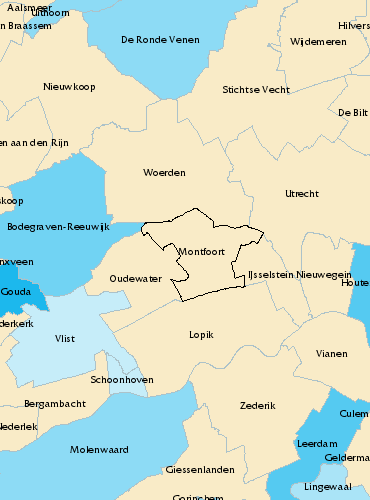 Aalsmeer
Uithoorn
n Braassem
De Ronde Venen
Hilvers
Wijdemeren
Nieuwkoop
Stichtse Vecht
De Bilt
en aan den Rijn
Woerden
Utrecht
skoop
Bodegraven-Reeuwijk
Montfoort
nxveen
Oudewater
IJsselstein
Nieuwegein
Houte
Gouda
derkerk
Vlist
Lopik
Vianen
Schoonhoven
Bergambacht
Zederik
Culem
Nederlek
Leerdam
Molenwaard
Gelderma
Giessenlanden
Lingewaal
Gorinchem